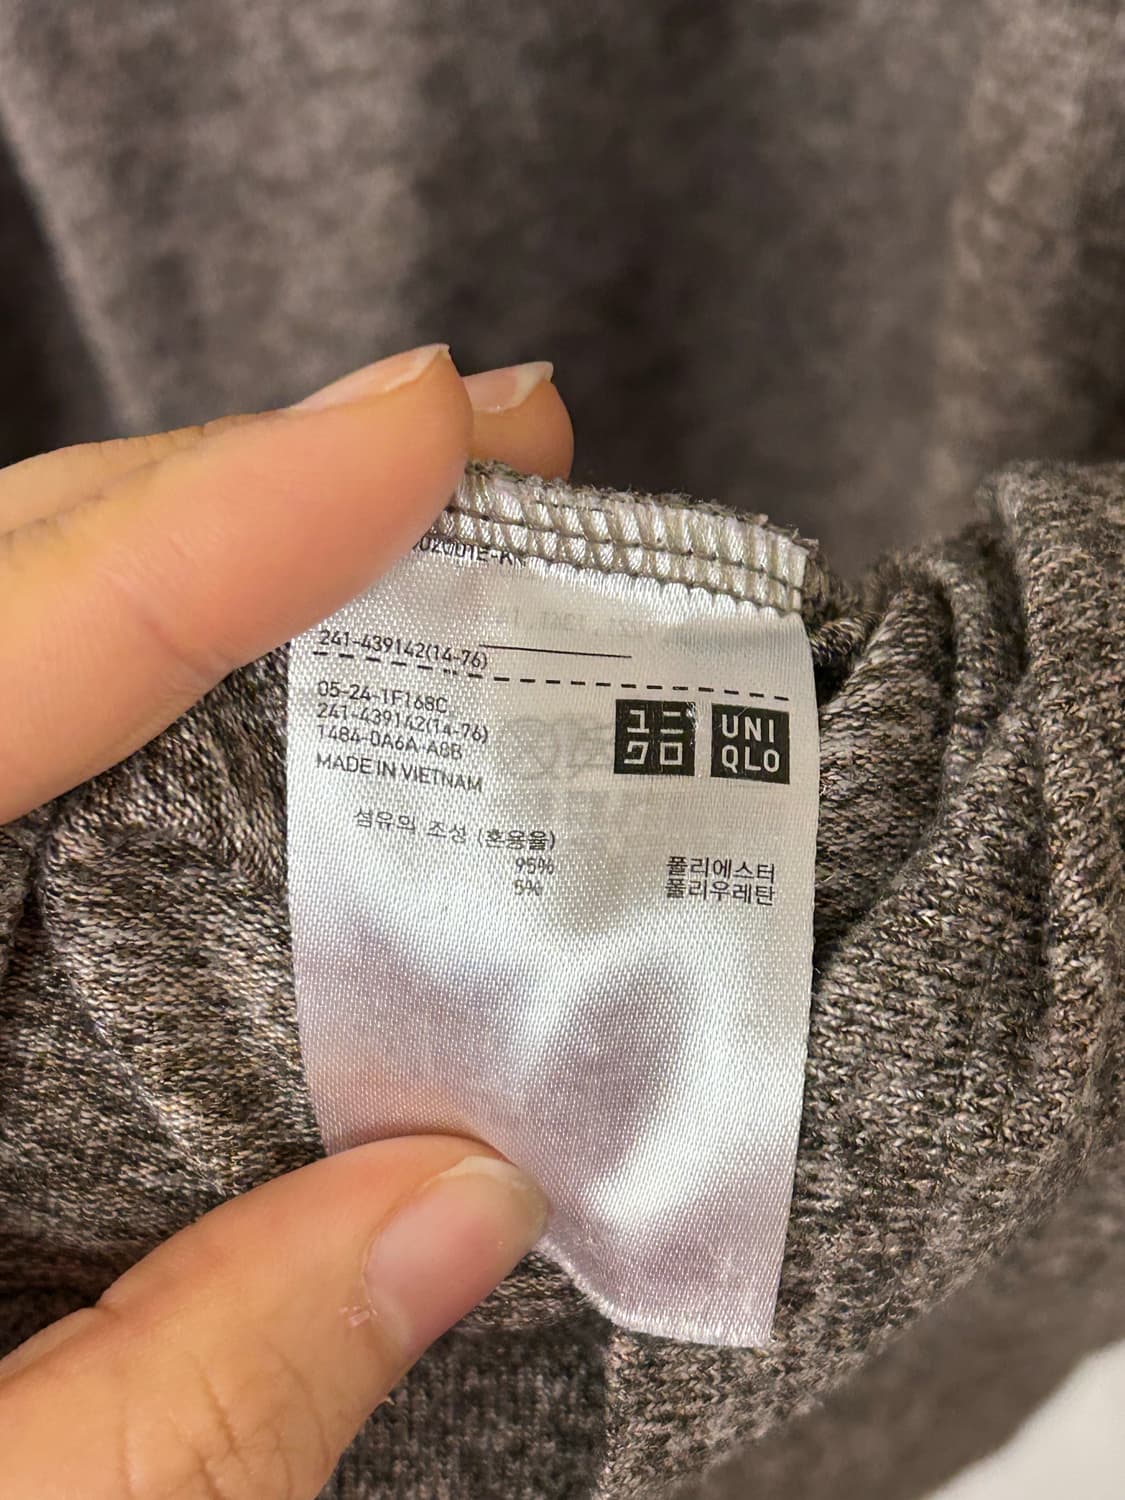 241-439142(14-76)
05-24-1F168C
241-439142(14-76)
1484-0A6A-A8B
MADE IN VIETNAM
ユニ
クロ
UNI
QLO
섬유의 조성 (혼용율)
95% 폴리에스터
5% 폴리우레탄